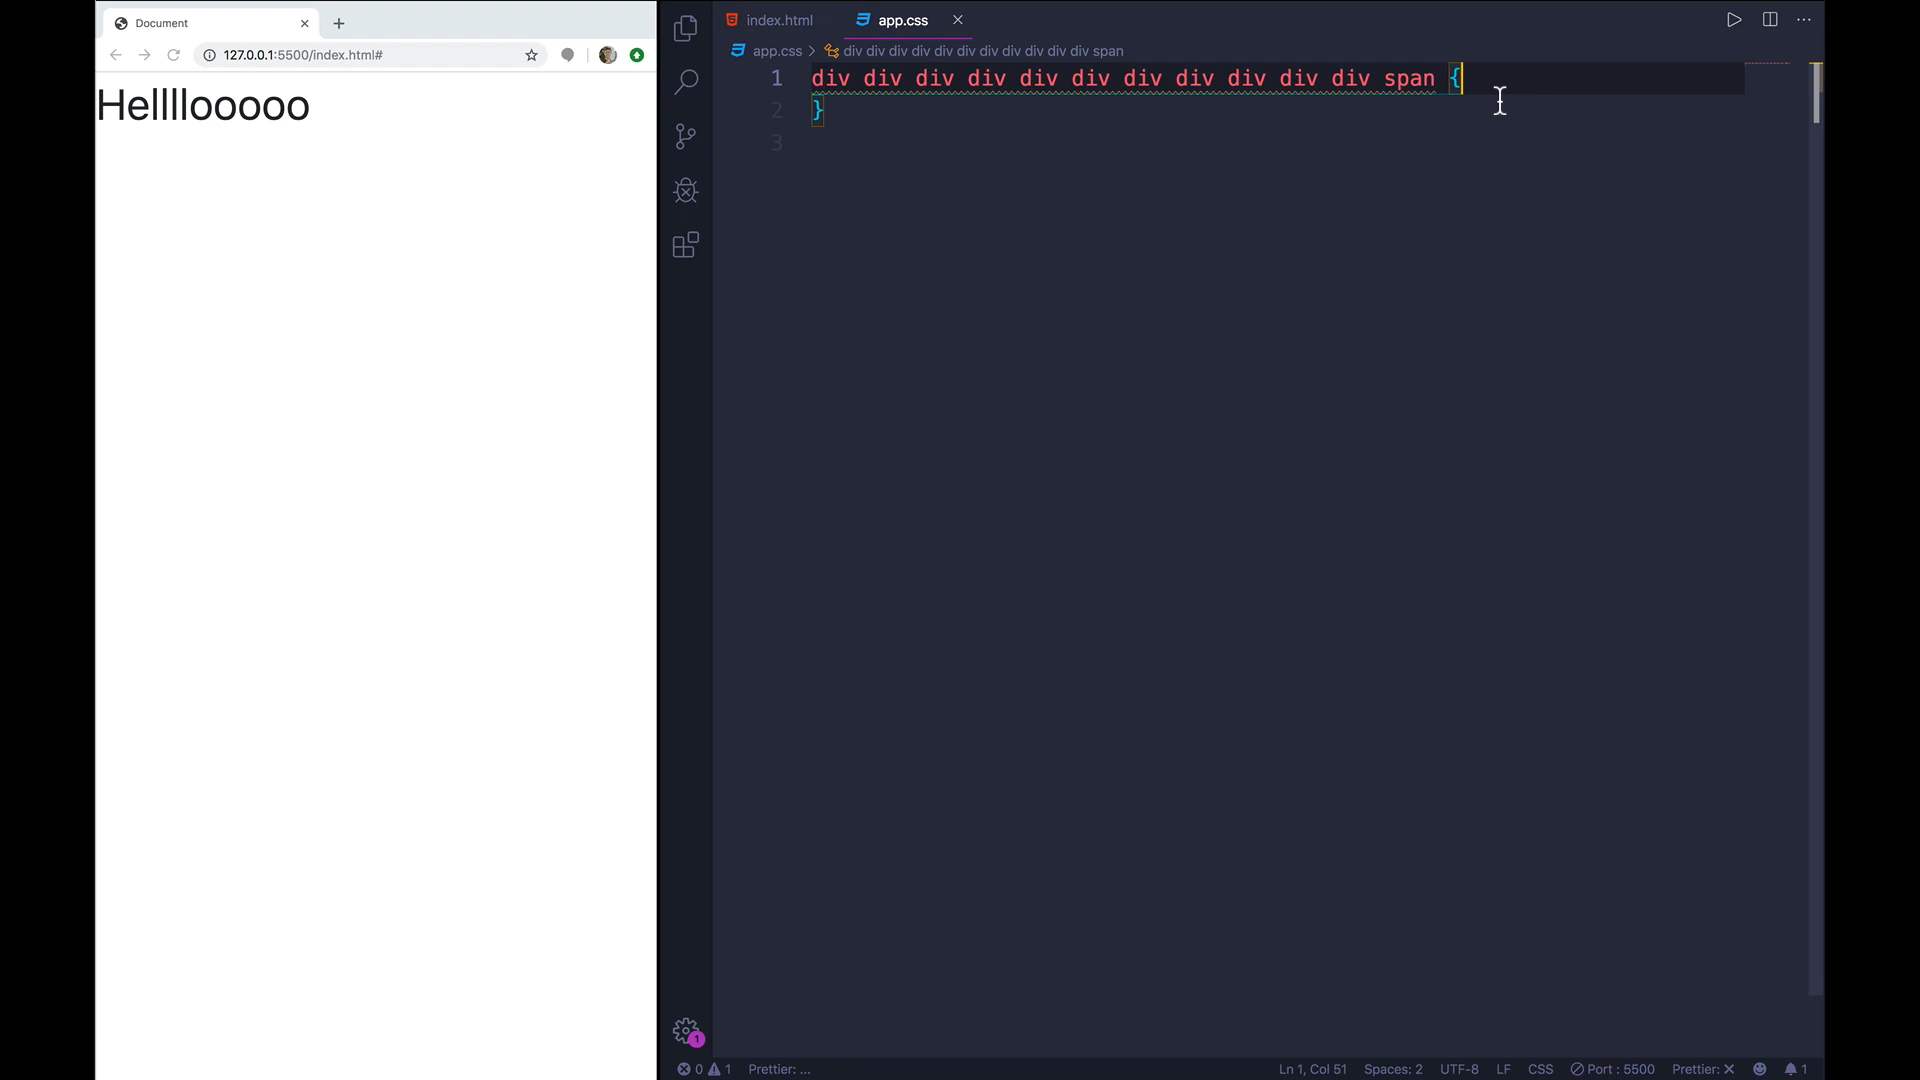 Document
127.0.0.1:5500/index.html#
Hellllooooo
index.html
app.css
app.css > div div div div div div div div div div div span
1 div div div div div div div div div div div span {
2 }
3
1
0 1 Prettier: ... Ln 1, Col 51 Spaces: 2 UTF-8 LF CSS Port : 5500 Prettier: ✕ 1